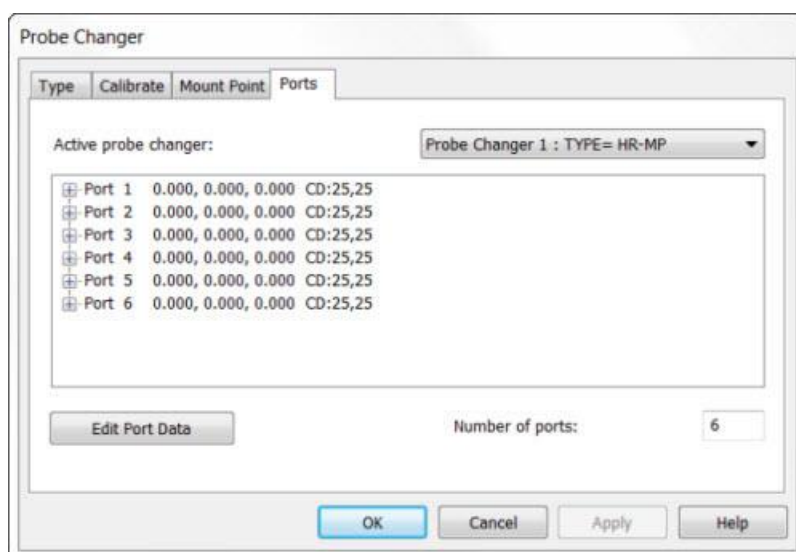 Probe Changer
Type Calibrate Mount Point Ports
Active probe changer: Probe Changer 1 : TYPE= HR-MP
Port 1 0.000, 0.000, 0.000 CD:25,25
Port 2 0.000, 0.000, 0.000 CD:25,25
Port 3 0.000, 0.000, 0.000 CD:25,25
Port 4 0.000, 0.000, 0.000 CD:25,25
Port 5 0.000, 0.000, 0.000 CD:25,25
Port 6 0.000, 0.000, 0.000 CD:25,25
Edit Port Data Number of ports: 6
OK Cancel Apply Help